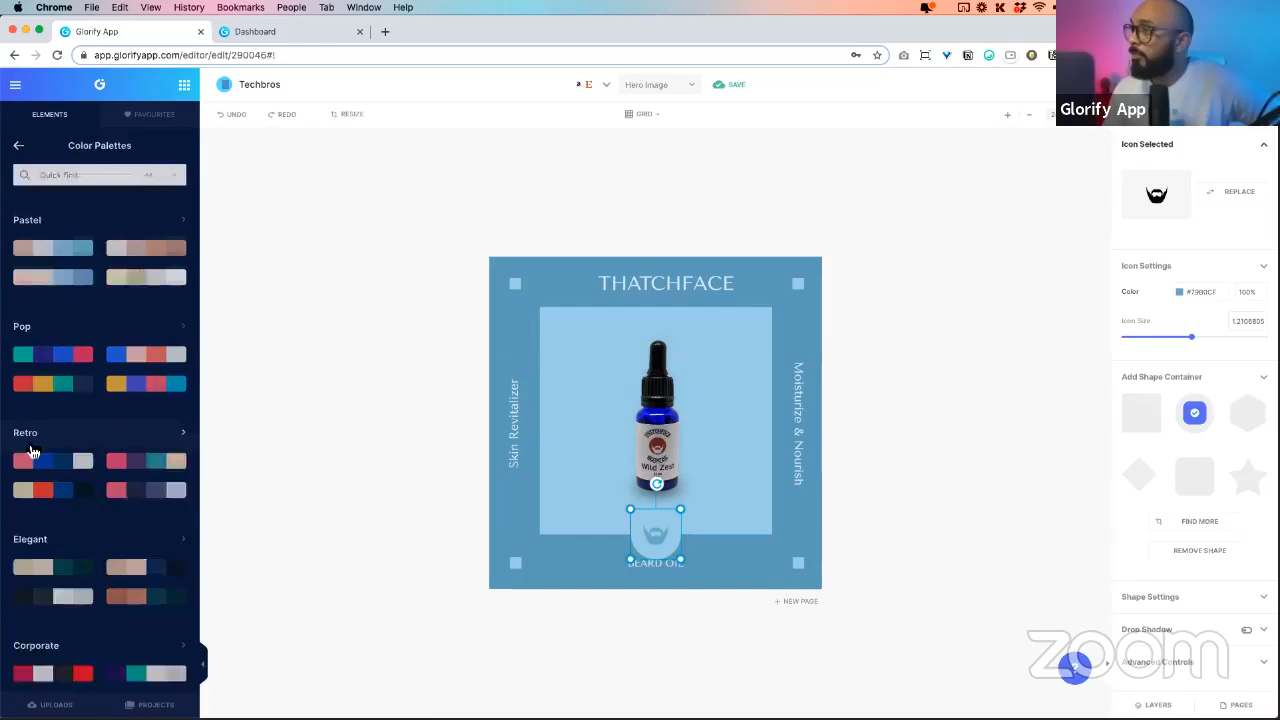 Chrome File Edit View History Bookmarks People Tab Window Help
Glorify App
Dashboard
app.glorifyapp.com/editor/edit/290046#!
Glorify App
Techbros
Hero Image
SAVE
ELEMENTS
FAVOURITES
UNDO
REDO
RESIZE
GRID
Color Palettes
Quick find..
Pastel
Pop
Retro
Elegant
Corporate
UPLOADS
PROJECTS
THATCHFACE
Skin Revitalizer
Moisturize & Nourish
THATCHFACE
Wild Zest
BEARD OIL
NEW PAGE
Icon Selected
REPLACE
Icon Settings
Color
#79B0CF
100%
Icon Size
1.2106805
Add Shape Container
FIND MORE
REMOVE SHAPE
Shape Settings
Drop Shadow
Advanced Controls
zoom
?
LAYERS
PAGES